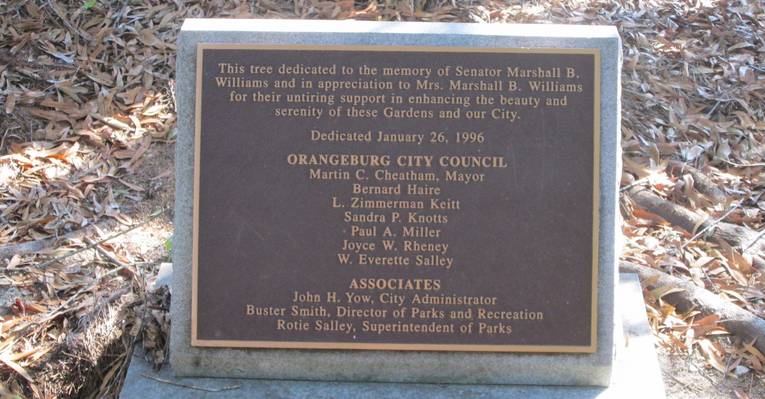 This tree dedicated to the memory of Senator Marshall B.
Williams and in appreciation to Mrs. Marshall B. Williams
for their untiring support in enhancing the beauty and
serenity of these Gardens and our City.
Dedicated January 26, 1996
ORANGEBURG CITY COUNCIL
Martin C. Cheatham, Mayor
Bernard Haire
L. Zimmerman Keitt
Sandra P. Knotts
Paul A. Miller
Joyce W. Rheney
W. Everette Salley
ASSOCIATES
John H. Yow, City Administrator
Buster Smith, Director of Parks and Recreation
Rotie Salley, Superintendent of Parks